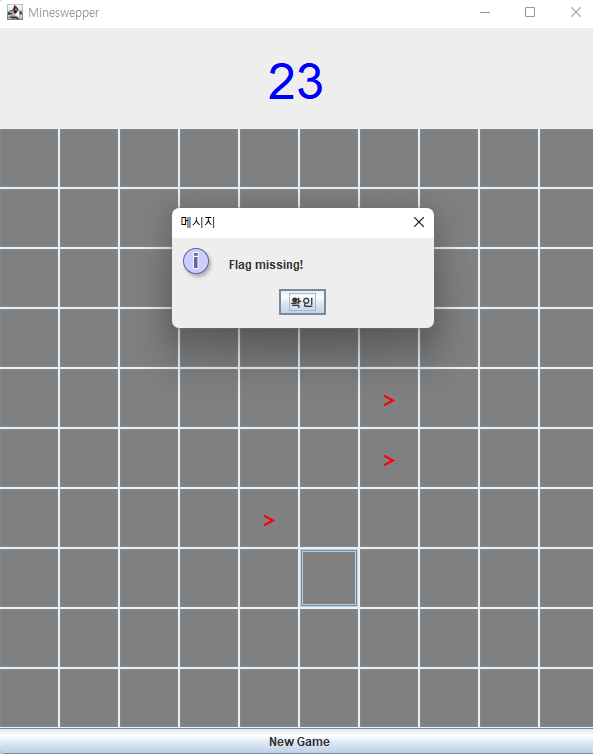 Mineswepper
23
메시지
Flag missing!
확인
>
>
>
New Game